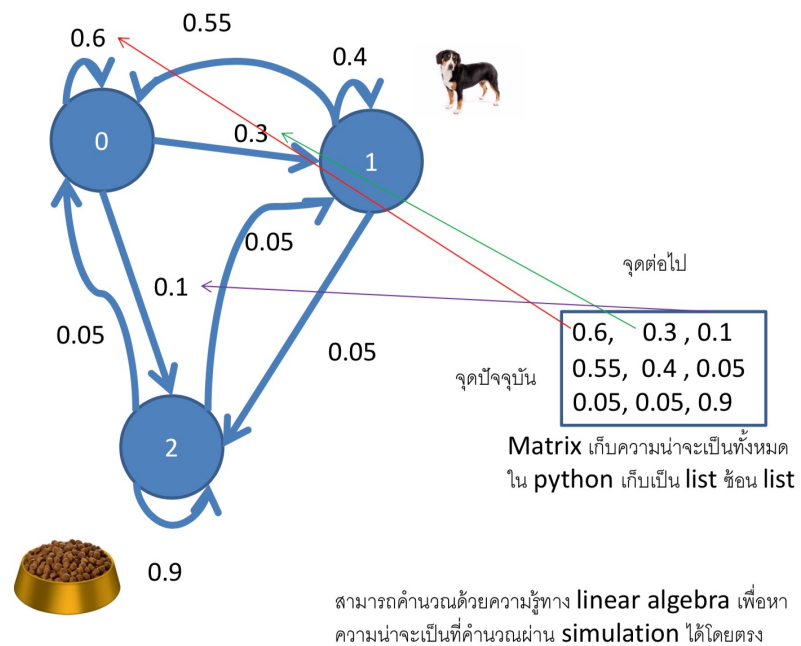 0.55
0.6
0.4
0
0.3
1
จุดต่อไป
0.05
0.1
0.6, 0.3 , 0.1
0.05
0.05
จุดปัจจุบัน
0.55, 0.4 , 0.05
0.05, 0.05, 0.9
2
Matrix เก็บความน่าจะเป็นทั้งหมด
ใน python เก็บเป็น list ซ้อน list
0.9
สามารถคำนวณด้วยความรู้ทาง linear algebra เพื่อหา
ความน่าจะเป็นที่คำนวณผ่าน simulation ได้โดยตรง